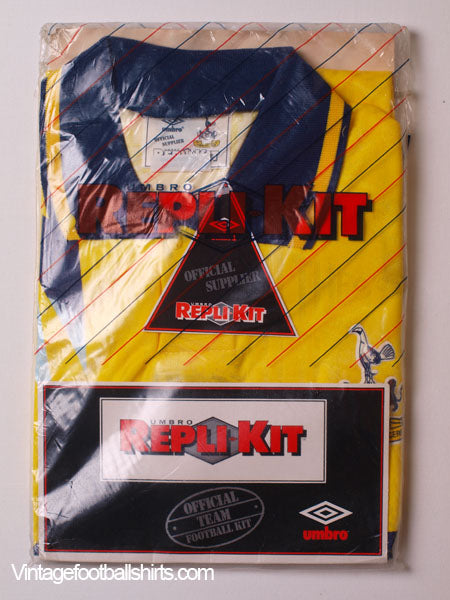 umbro
OFFICIAL
SUPPLIER
UMBRO
REPLI·KIT
OFFICIAL
SUPPLIER
UMBRO
REPLI·KIT
UMBRO
REPLI·KIT
OFFICIAL
TEAM
FOOTBALL KIT
umbro
Vintagefootballshirts.com